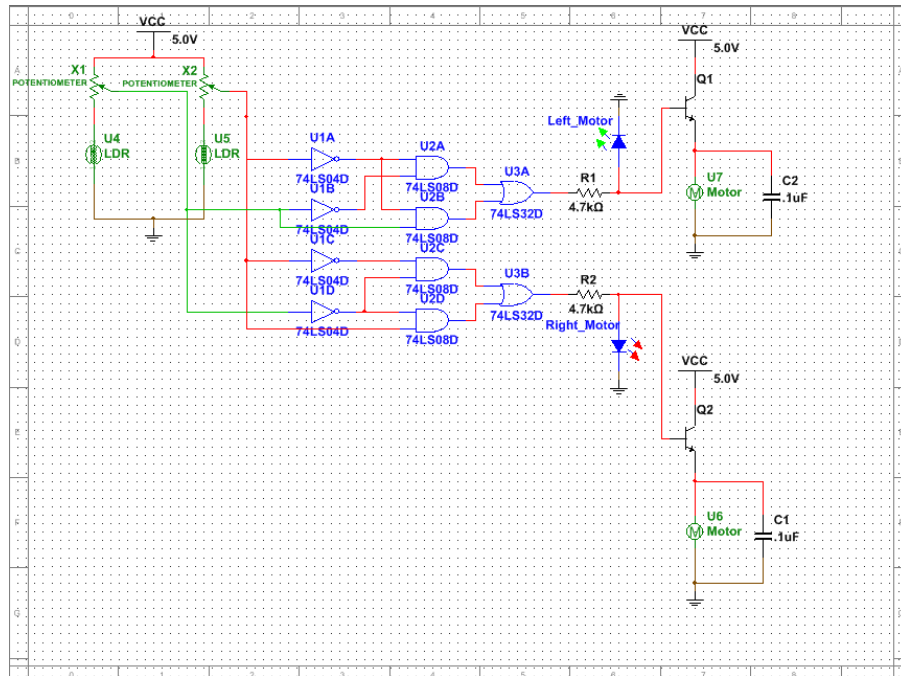 VCC
5.0V
X1
POTENTIOMETER
X2
POTENTIOMETER
U4
LDR
U5
LDR
U1A
74LS04D
U1B
74LS04D
U1C
74LS04D
U1D
74LS04D
U2A
74LS08D
U2B
74LS08D
U2C
74LS08D
U2D
74LS08D
U3A
74LS32D
U3B
74LS32D
R1
4.7kΩ
R2
4.7kΩ
Left_Motor
Right_Motor
VCC
5.0V
Q1
U7
Motor
C2
.1uF
VCC
5.0V
Q2
U6
Motor
C1
.1uF